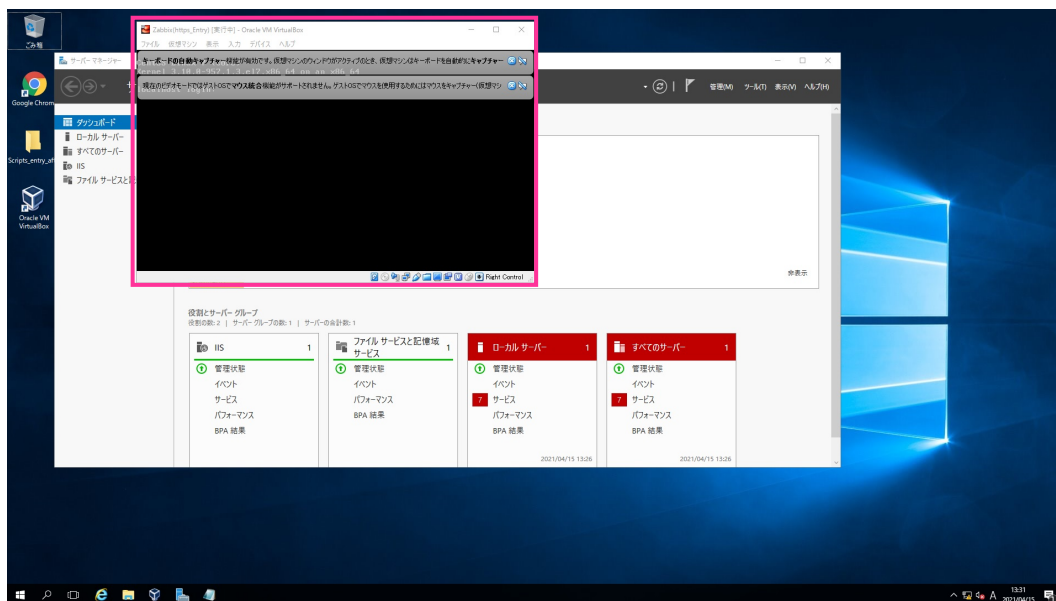 ごみ箱
Google Chrom
Scripts_entry_af
Oracle VM
VirtualBox
Zabbix(https_Entry) [実行中] - Oracle VM VirtualBox
ファイル 仮想マシン 表示 入力 デバイス ヘルプ
キーボードの自動キャプチャー機能が有効です。仮想マシンのウィンドウがアクティブのとき、仮想マシンはキーボードを自動的にキャプチャー
現在のビデオモードではゲストOSでマウス統合機能がサポートされません。ゲストOSでマウスを使用するためにはマウスをキャプチャー(仮想マシ
Right Control
サーバー マネージャー
管理(M) ツール(T) 表示(V) ヘルプ(H)
ダッシュボード
ローカル サーバー
すべてのサーバー
IIS
ファイル サービスと記
非表示
役割とサーバー グループ
役割の数: 2 | サーバー グループの数: 1 | サーバーの合計数: 1
IIS 1
管理状態
イベント
サービス
パフォーマンス
BPA 結果
ファイル サービスと記憶域
サービス 1
管理状態
イベント
パフォーマンス
BPA 結果
ローカル サーバー 1
管理状態
イベント
7 サービス
パフォーマンス
BPA 結果
2021/04/15 13:26
すべてのサーバー 1
管理状態
イベント
7 サービス
パフォーマンス
BPA 結果
2021/04/15 13:26
A
13:31
2021/04/15